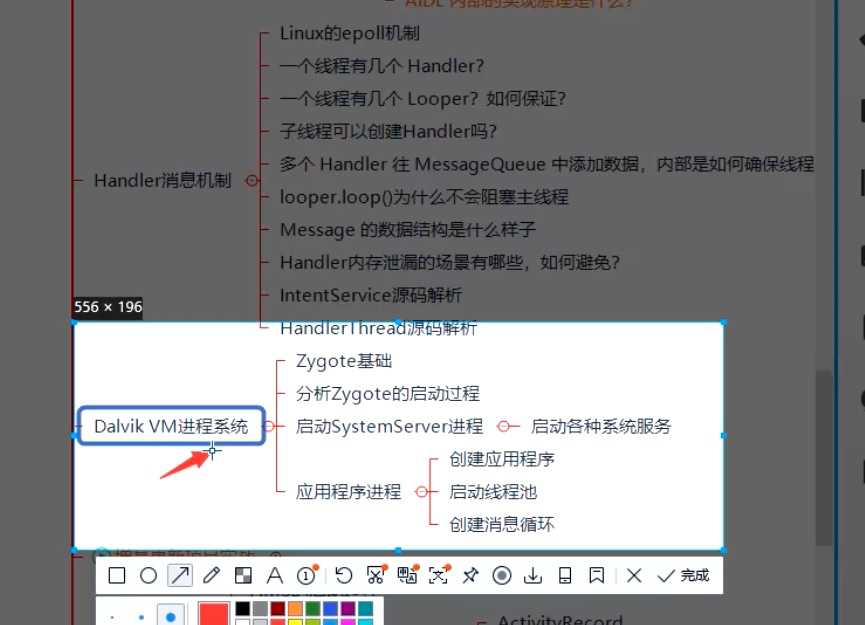 AIDL 内部的实现原理是什么?
Linux的epoll机制
一个线程有几个 Handler?
一个线程有几个 Looper? 如何保证?
子线程可以创建Handler吗?
多个 Handler 往 MessageQueue 中添加数据，内部是如何确保线程
Handler消息机制
looper.loop()为什么不会阻塞主线程
Message 的数据结构是什么样子
Handler内存泄漏的场景有哪些，如何避免?
IntentService源码解析
556 × 196
HandlerThread源码解析
Zygote基础
分析Zygote的启动过程
Dalvik VM进程系统
启动SystemServer进程
启动各种系统服务
创建应用程序
应用程序进程
启动线程池
创建消息循环
完成
ActivityRecord